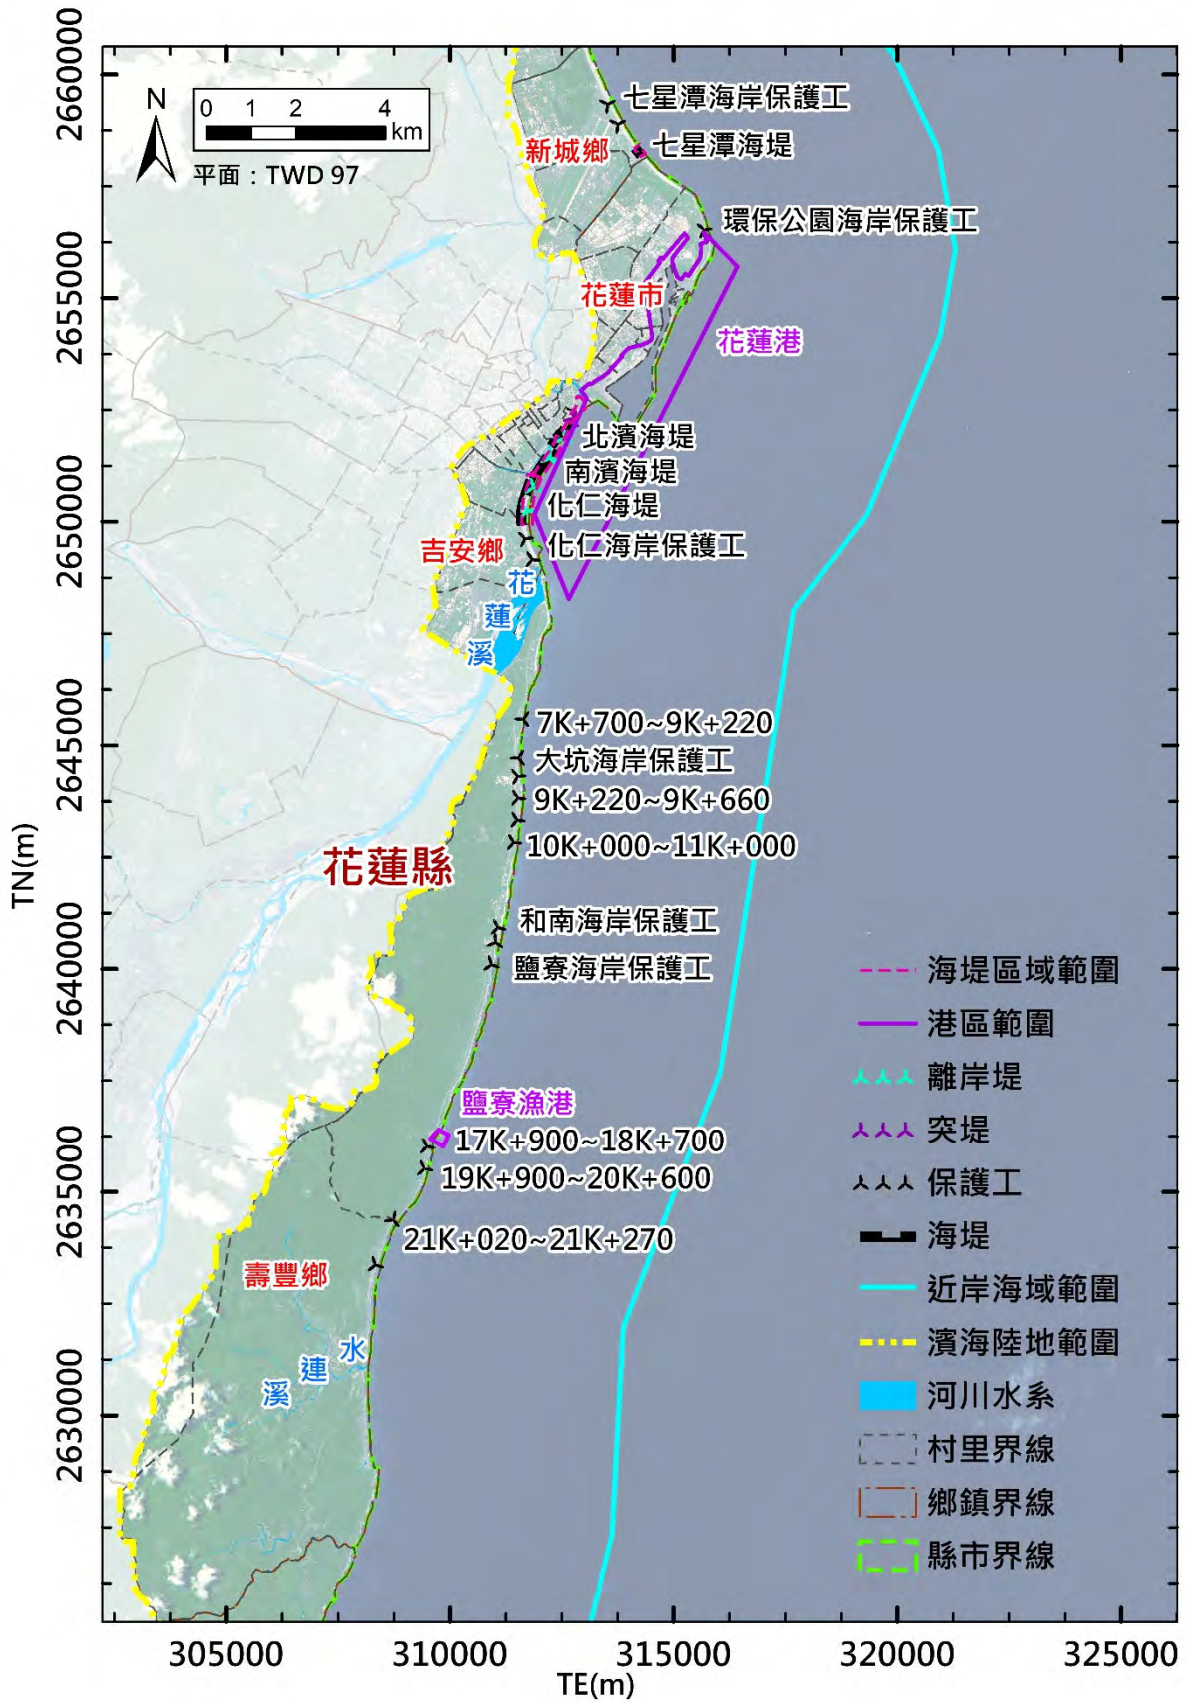 N
0 1 2 4
km
平面：TWD 97
七星潭海岸保護工
新城鄉
七星潭海堤
環保公園海岸保護工
花蓮市
花蓮港
北濱海堤
南濱海堤
化仁海堤
吉安鄉
化仁海岸保護工
花
蓮
溪
7K+700~9K+220
大坑海岸保護工
9K+220~9K+660
10K+000~11K+000
花蓮縣
和南海岸保護工
鹽寮海岸保護工
鹽寮漁港
17K+900~18K+700
19K+900~20K+600
21K+020~21K+270
壽豐鄉
水
連
溪
海堤區域範圍
港區範圍
離岸堤
突堤
保護工
海堤
近岸海域範圍
濱海陸地範圍
河川水系
村里界線
鄉鎮界線
縣市界線
TN(m)
2660000
2655000
2650000
2645000
2640000
2635000
2630000
305000 310000 315000 320000 325000
TE(m)